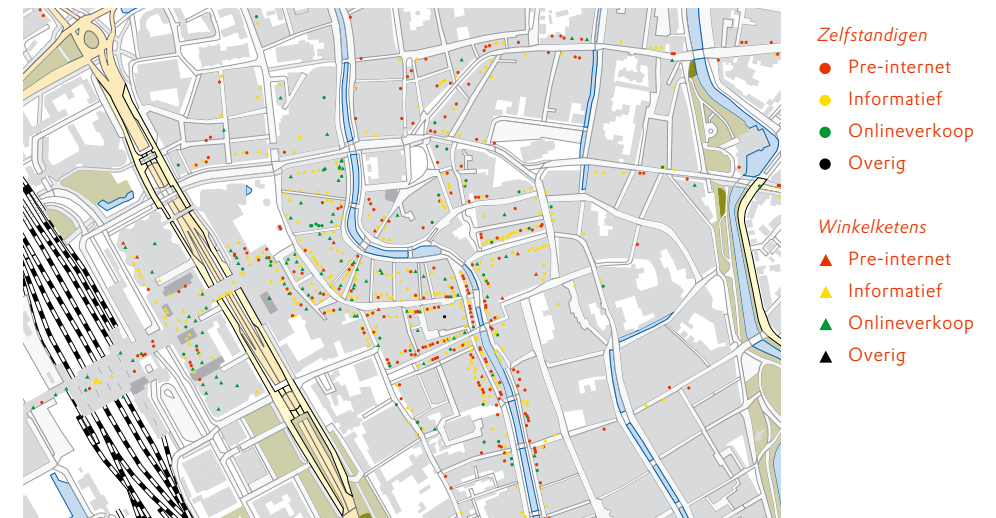 Zelfstandigen
Pre-internet
Informatief
Onlineverkoop
Overig
Winkelketens
Pre-internet
Informatief
Onlineverkoop
Overig